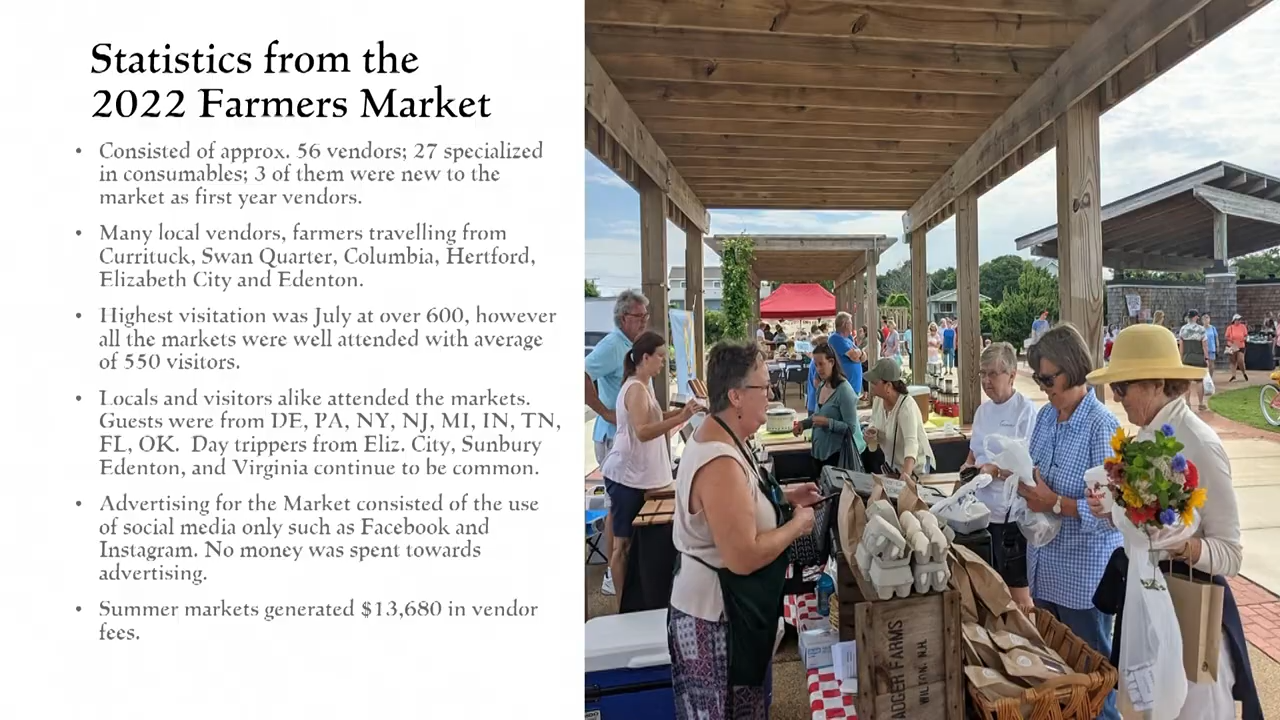 Statistics from the
2022 Farmers Market
• Consisted of approx. 56 vendors; 27 specialized
in consumables; 3 of them were new to the
market as first year vendors.
• Many local vendors, farmers travelling from
Currituck, Swan Quarter, Columbia, Hertford,
Elizabeth City and Edenton.
• Highest visitation was July at over 600, however
all the markets were well attended with average
of 550 visitors.
• Locals and visitors alike attended the markets.
Guests were from DE, PA, NY, NJ, MI, IN, TN,
FL, OK. Day trippers from Eliz. City, Sunbury
Edenton, and Virginia continue to be common.
• Advertising for the Market consisted of the use
of social media only such as Facebook and
Instagram. No money was spent towards
advertising.
• Summer markets generated $13,680 in vendor
fees.
ADGER FARMS
WILTON, N.H.